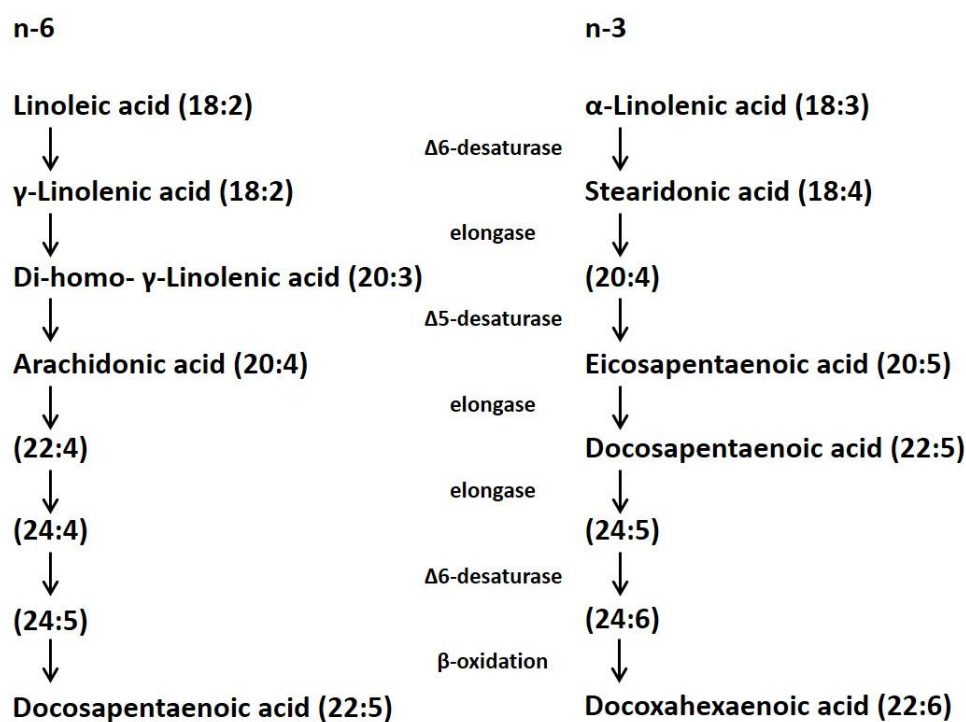 n-6
n-3
Linoleic acid (18:2)
α-Linolenic acid (18:3)
Δ6-desaturase
γ-Linolenic acid (18:2)
Stearidonic acid (18:4)
elongase
Di-homo- γ-Linolenic acid (20:3)
(20:4)
Δ5-desaturase
Arachidonic acid (20:4)
Eicosapentaenoic acid (20:5)
elongase
(22:4)
Docosapentaenoic acid (22:5)
elongase
(24:4)
(24:5)
Δ6-desaturase
(24:5)
(24:6)
β-oxidation
Docosapentaenoic acid (22:5)
Docoxahexaenoic acid (22:6)